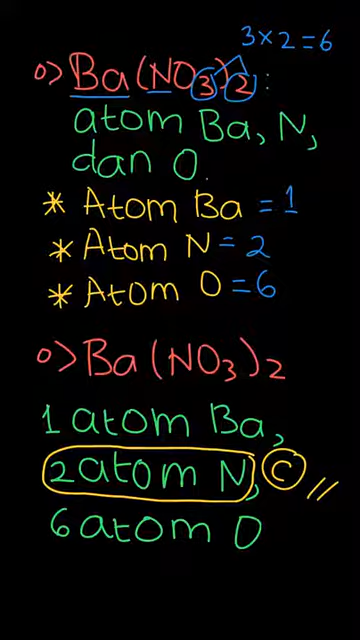 3×2=6
o> Ba(NO3)2:
atom Ba, N,
dan O.
* Atom Ba = 1
* Atom N = 2
* Atom O = 6
o> Ba(NO3)2
1 atom Ba,
2 atom N, C //
6 atom O